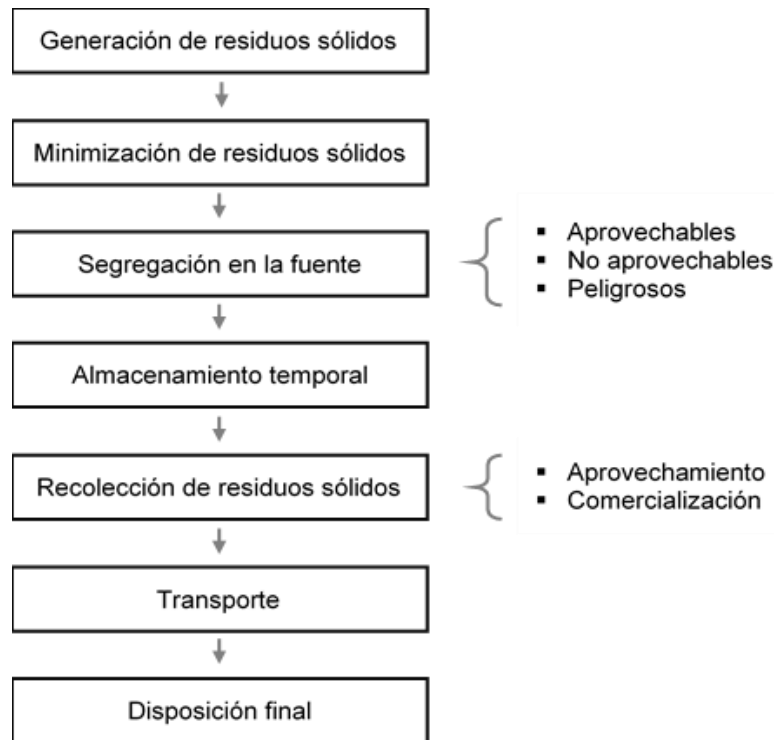 Generación de residuos sólidos
Minimización de residuos sólidos
Segregación en la fuente
▪ Aprovechables
▪ No aprovechables
▪ Peligrosos
Almacenamiento temporal
Recolección de residuos sólidos
▪ Aprovechamiento
▪ Comercialización
Transporte
Disposición final